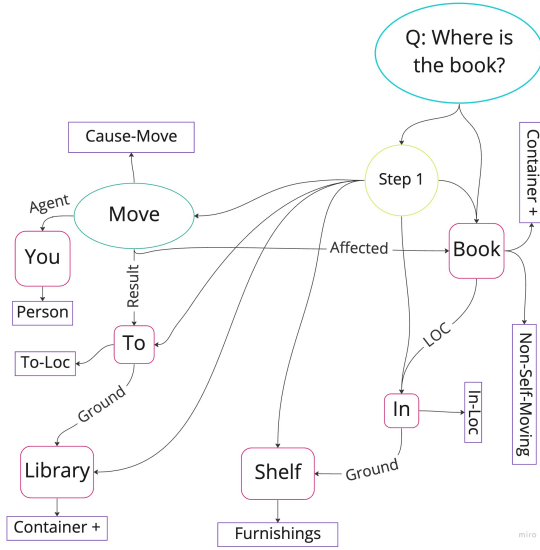 Q: Where is
the book?
Cause-Move
Container +
Step 1
Agent
Move
You
Affected
Book
Result
Person
To
LOC
To-Loc
Non-Self-Moving
Ground
In
In-Loc
Library
Shelf
Ground
Container +
Furnishings
miro